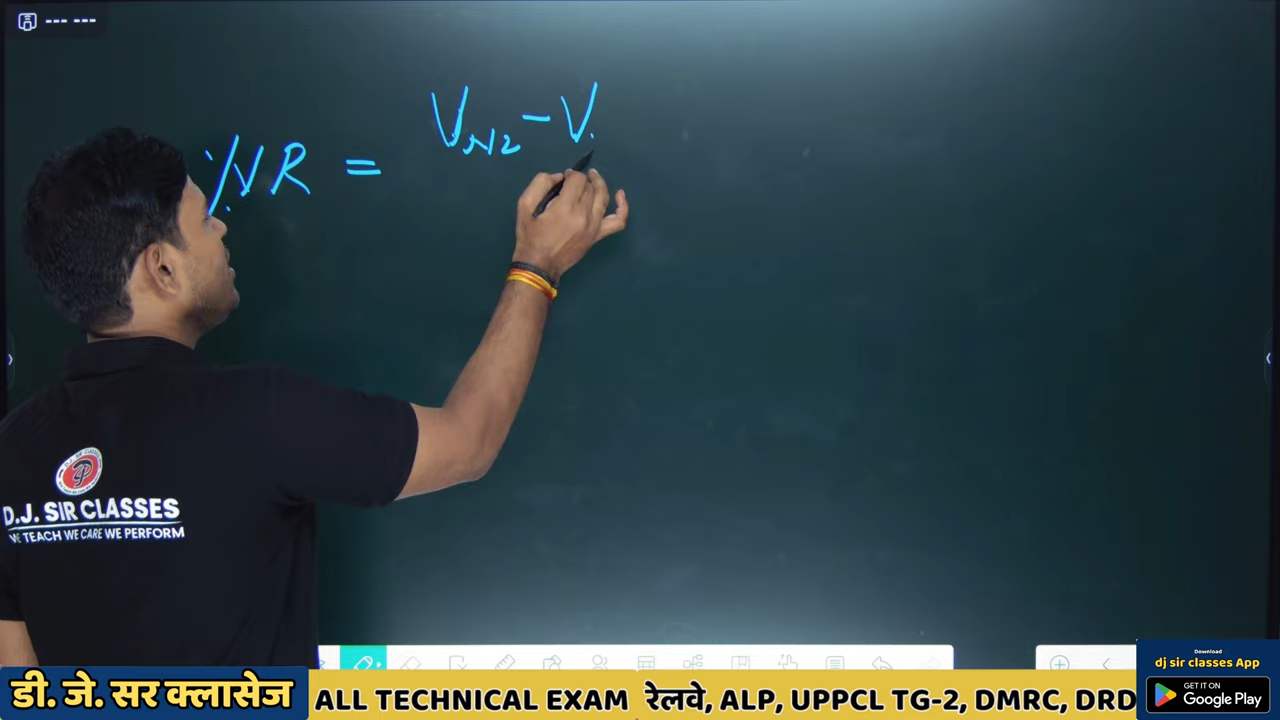 %VR = V_NL - V
D.J. SIR CLASSES
WE TEACH WE CARE WE PERFORM
डी. जे. सर क्लासेज
ALL TECHNICAL EXAM रेलवे, ALP, UPPCL TG-2, DMRC, DRD
Download
dj sir classes App
GET IT ON
Google Play